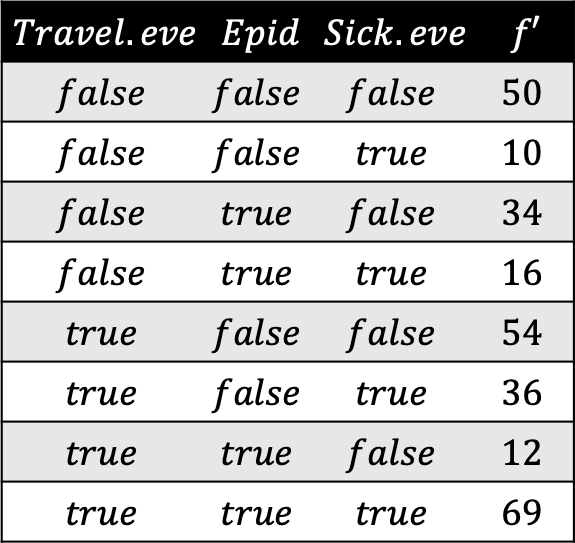 Travel.eve Epid Sick.eve f′
false false false 50
false false true 10
false true false 34
false true true 16
true false false 54
true false true 36
true true false 12
true true true 69